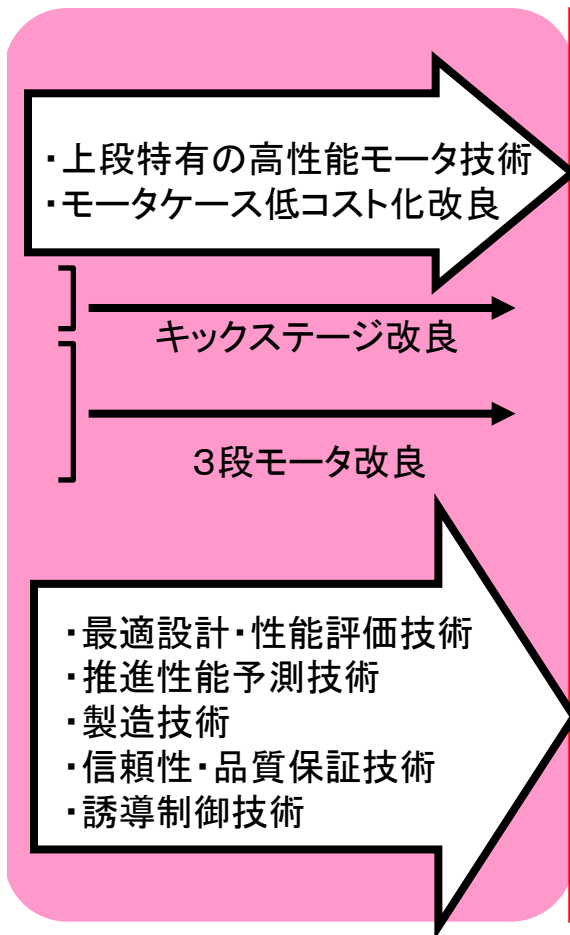 ・上段特有の高性能モータ技術
・モータケース低コスト化改良
キックステージ改良
３段モータ改良
・最適設計・性能評価技術
・推進性能予測技術
・製造技術
・信頼性・品質保証技術
・誘導制御技術